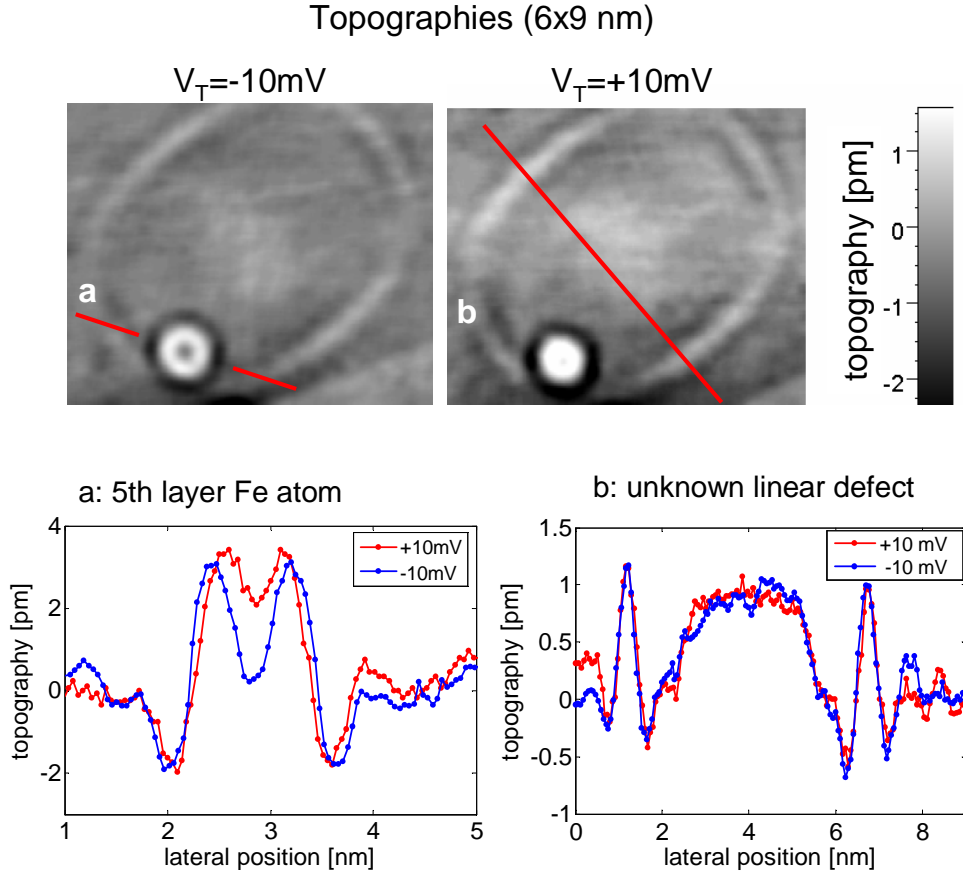 Topographies (6x9 nm)
V_T=-10mV
V_T=+10mV
a
b
topography [pm]
1
0
-1
-2
a: 5th layer Fe atom
topography [pm]
4
2
0
-2
+10mV
-10mV
1
2
3
4
5
lateral position [nm]
b: unknown linear defect
topography [pm]
1.5
1
0.5
0
-0.5
-1
+10 mV
-10 mV
0
2
4
6
8
lateral position [nm]